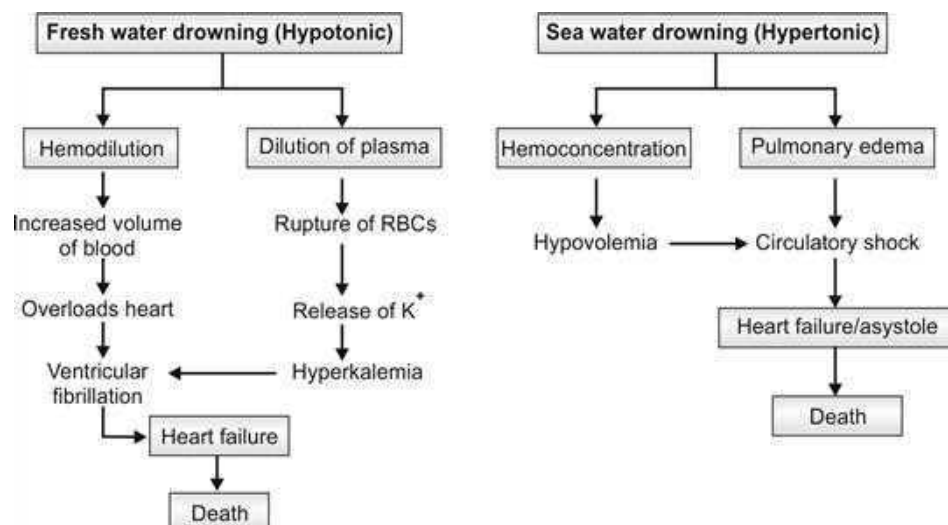 Fresh water drowning (Hypotonic)
Hemodilution
Dilution of plasma
Increased volume
of blood
Rupture of RBCs
Overloads heart
Release of K+
Ventricular
fibrillation
Hyperkalemia
Heart failure
Death
Sea water drowning (Hypertonic)
Hemoconcentration
Pulmonary edema
Hypovolemia
Circulatory shock
Heart failure/asystole
Death